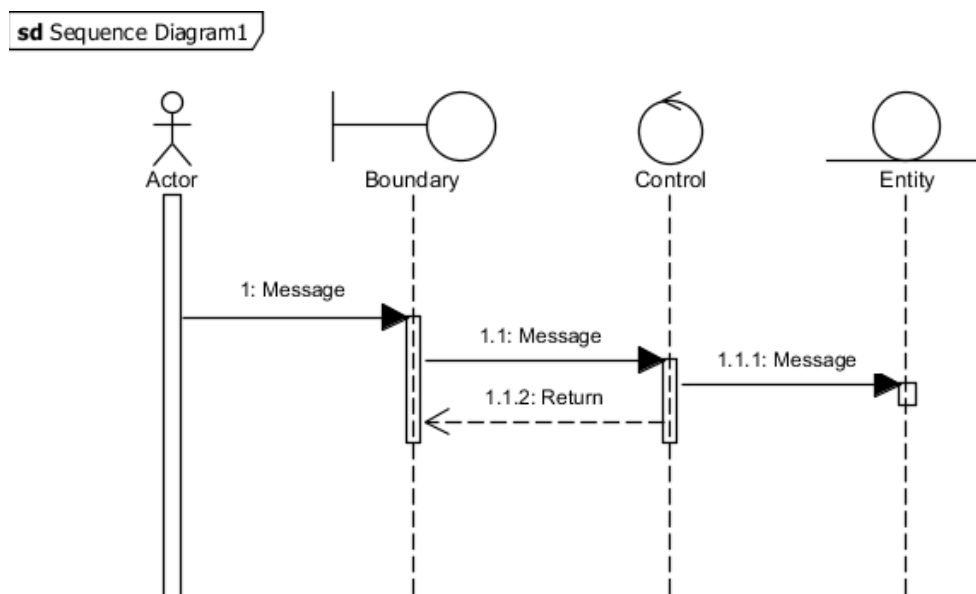 sd Sequence Diagram1
Actor
Boundary
Control
Entity
1: Message
1.1: Message
1.1.1: Message
1.1.2: Return